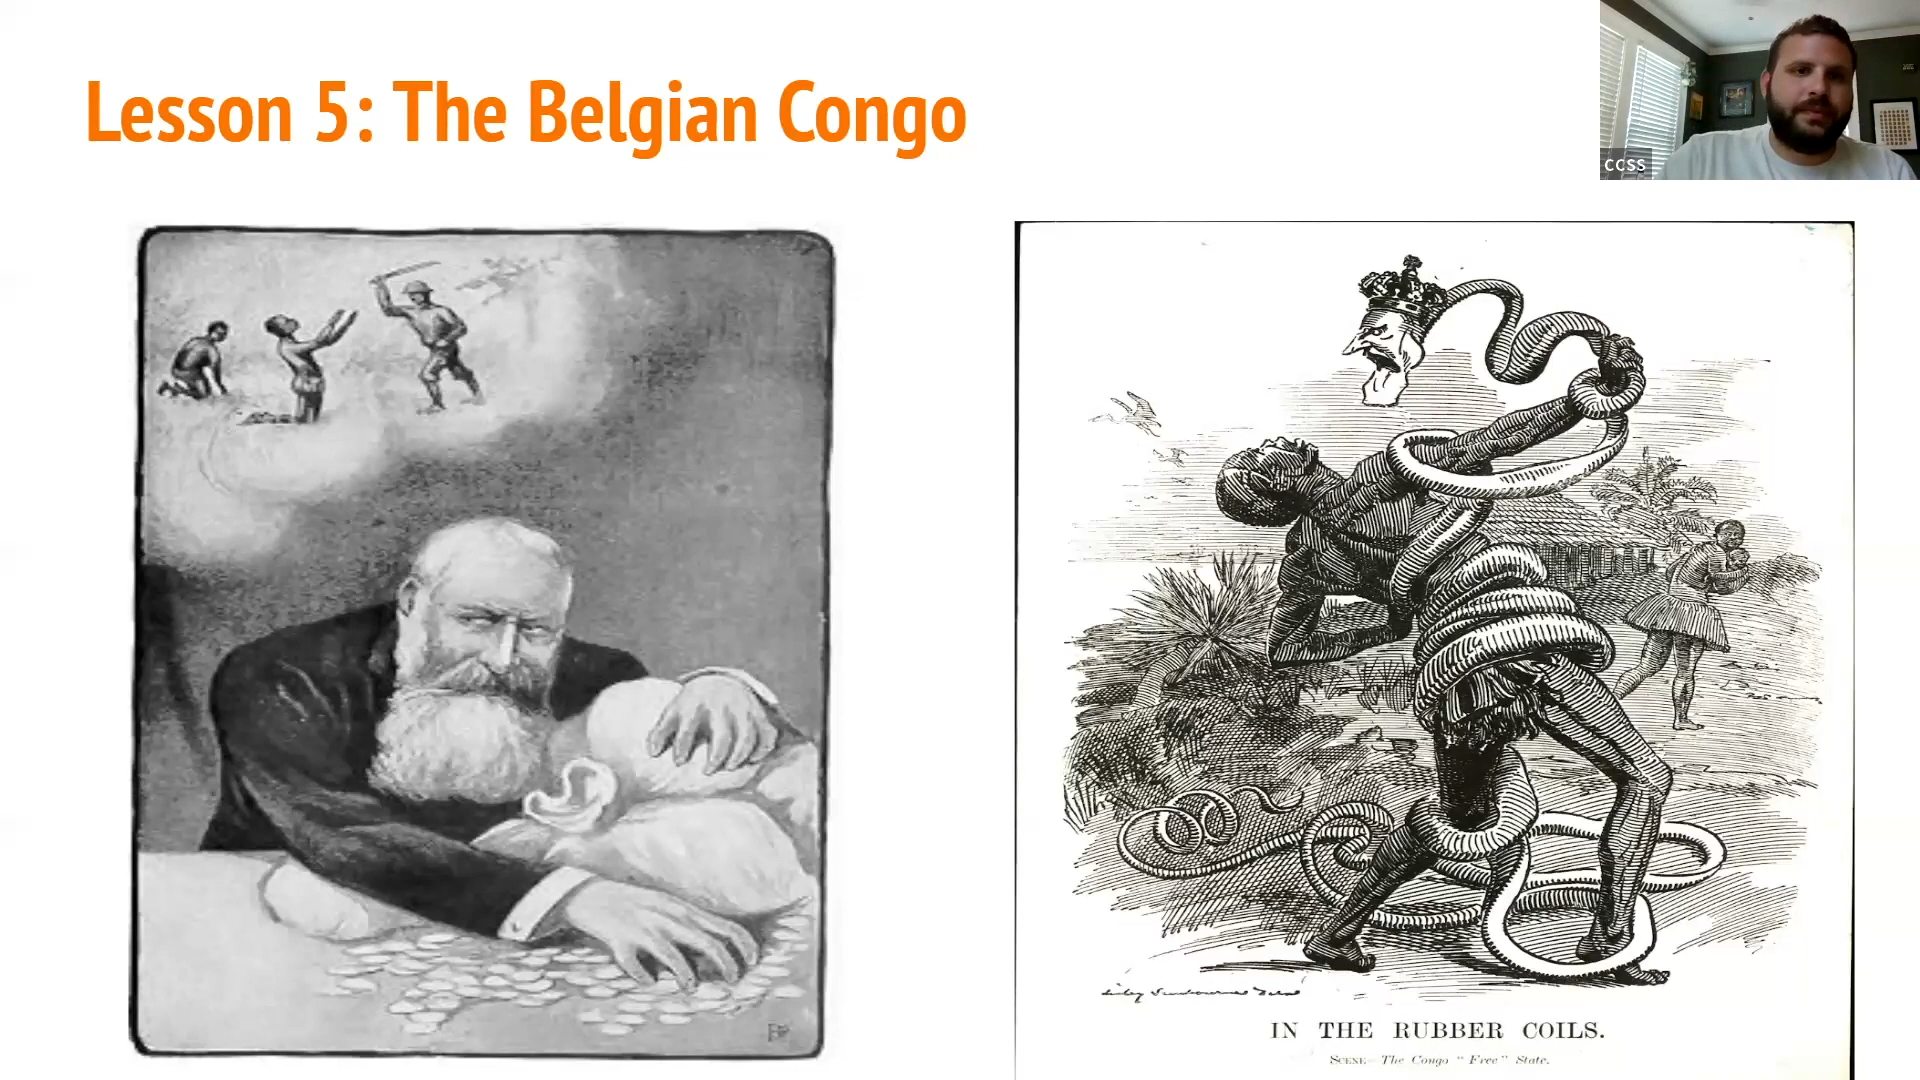 Lesson 5: The Belgian Congo
CCSS
IN THE RUBBER COILS.
SCENE—The Congo "Free" State.